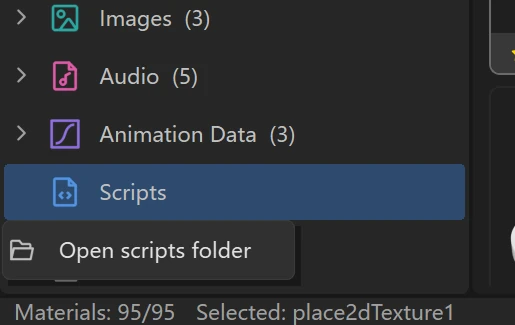 Images (3)
Audio (5)
Animation Data (3)
Scripts
Open scripts folder
Materials: 95/95 Selected: place2dTexture1